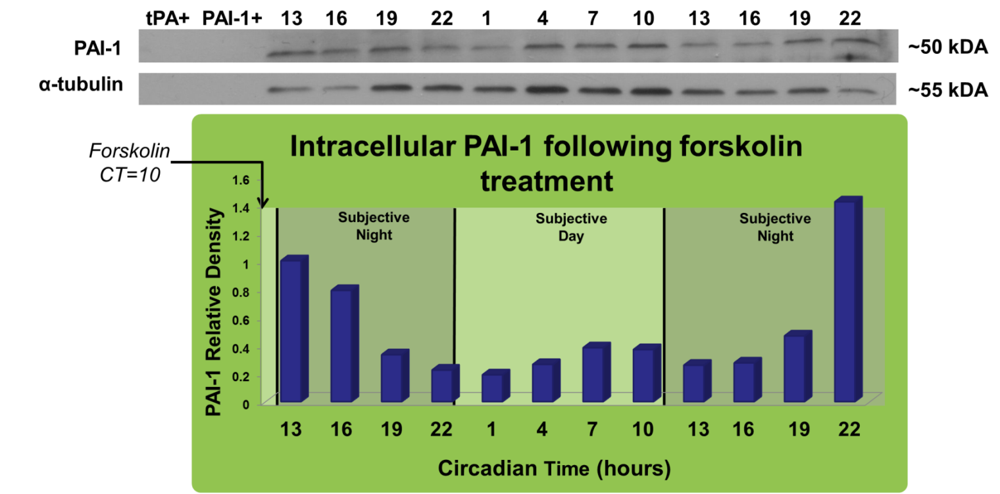 tPA+ PAI-1+ 13 16 19 22 1 4 7 10 13 16 19 22
PAI-1 ~50 kDA
α-tubulin ~55 kDA
Forskolin
CT=10
Intracellular PAI-1 following forskolin
treatment
PAI-1 Relative Density
1.6
1.4
1.2
1
0.8
0.6
0.4
0.2
0
Subjective
Night
Subjective
Day
Subjective
Night
13 16 19 22 1 4 7 10 13 16 19 22
Circadian Time (hours)